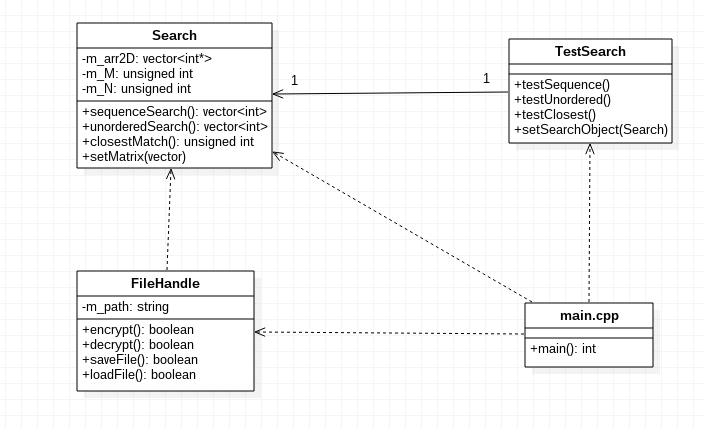 Search
-m_arr2D: vector<int*>
-m_M: unsigned int
-m_N: unsigned int
+sequenceSearch(): vector<int>
+unorderedSearch(): vector<int>
+closestMatch(): unsigned int
+setMatrix(vector)
1
1
TestSearch
+testSequence()
+testUnordered()
+testClosest()
+setSearchObject(Search)
FileHandle
-m_path: string
+encrypt(): boolean
+decrypt(): boolean
+saveFile(): boolean
+loadFile(): boolean
main.cpp
+main(): int